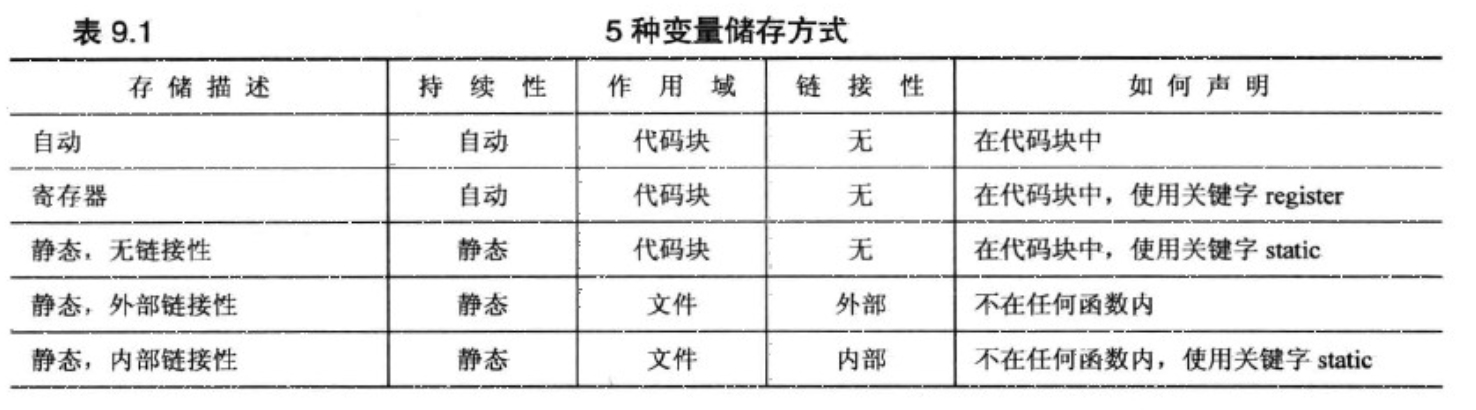 表 9.1 5 种变量储存方式
存储描述 持续性 作用域 链接性 如何声明
自动 自动 代码块 无 在代码块中
寄存器 自动 代码块 无 在代码块中，使用关键字 register
静态，无链接性 静态 代码块 无 在代码块中，使用关键字 static
静态，外部链接性 静态 文件 外部 不在任何函数内
静态，内部链接性 静态 文件 内部 不在任何函数内，使用关键字 static